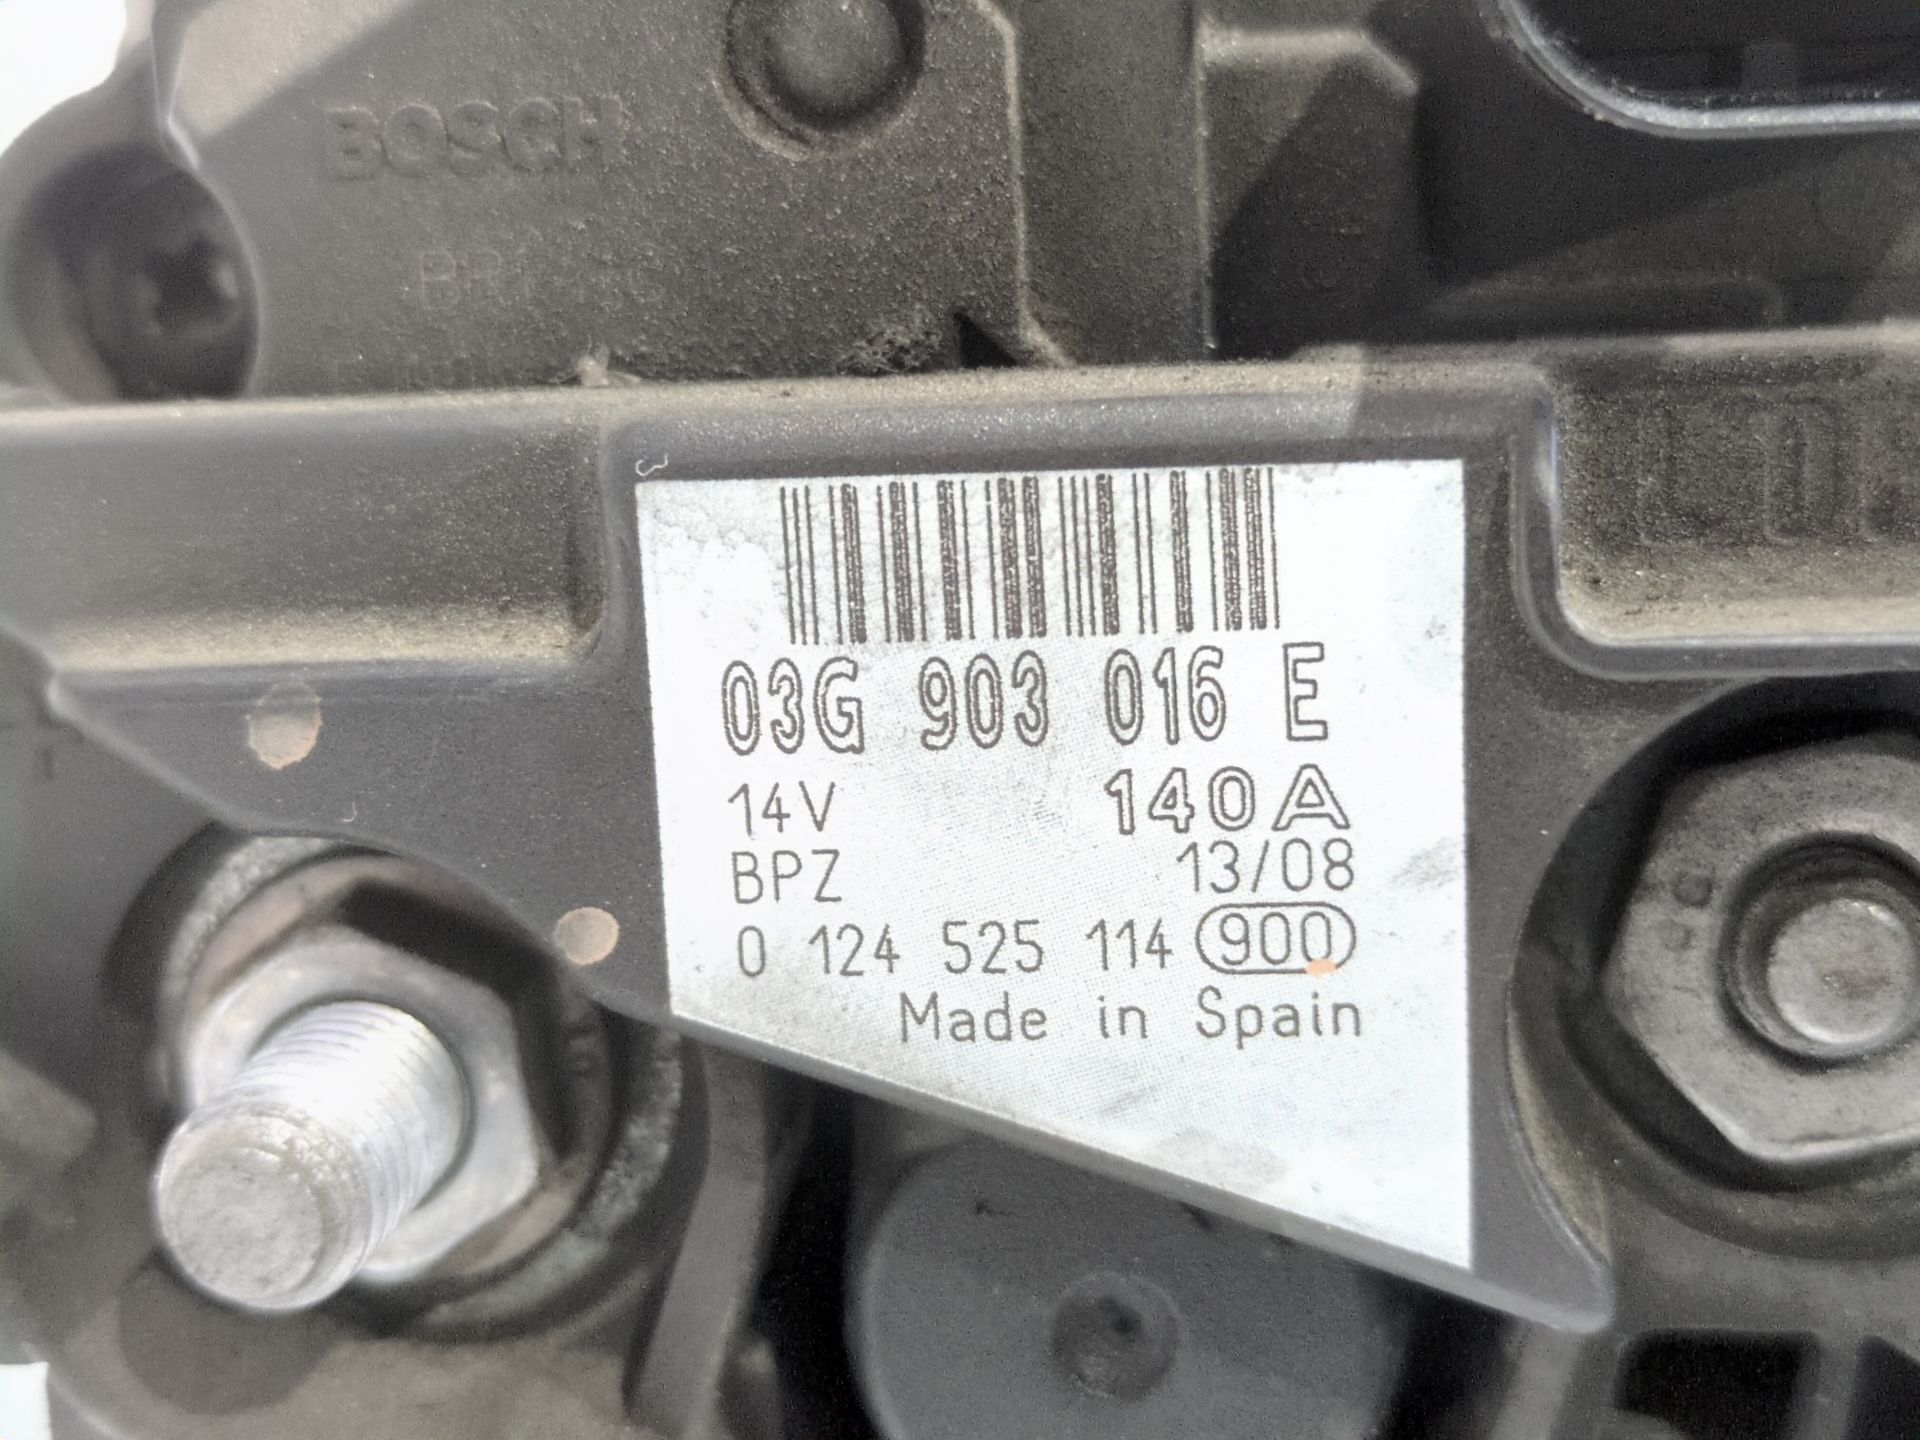 BOSCH
03G 903 016 E
14V 140A
BPZ 13/08
0 124 525 114 900
Made in Spain